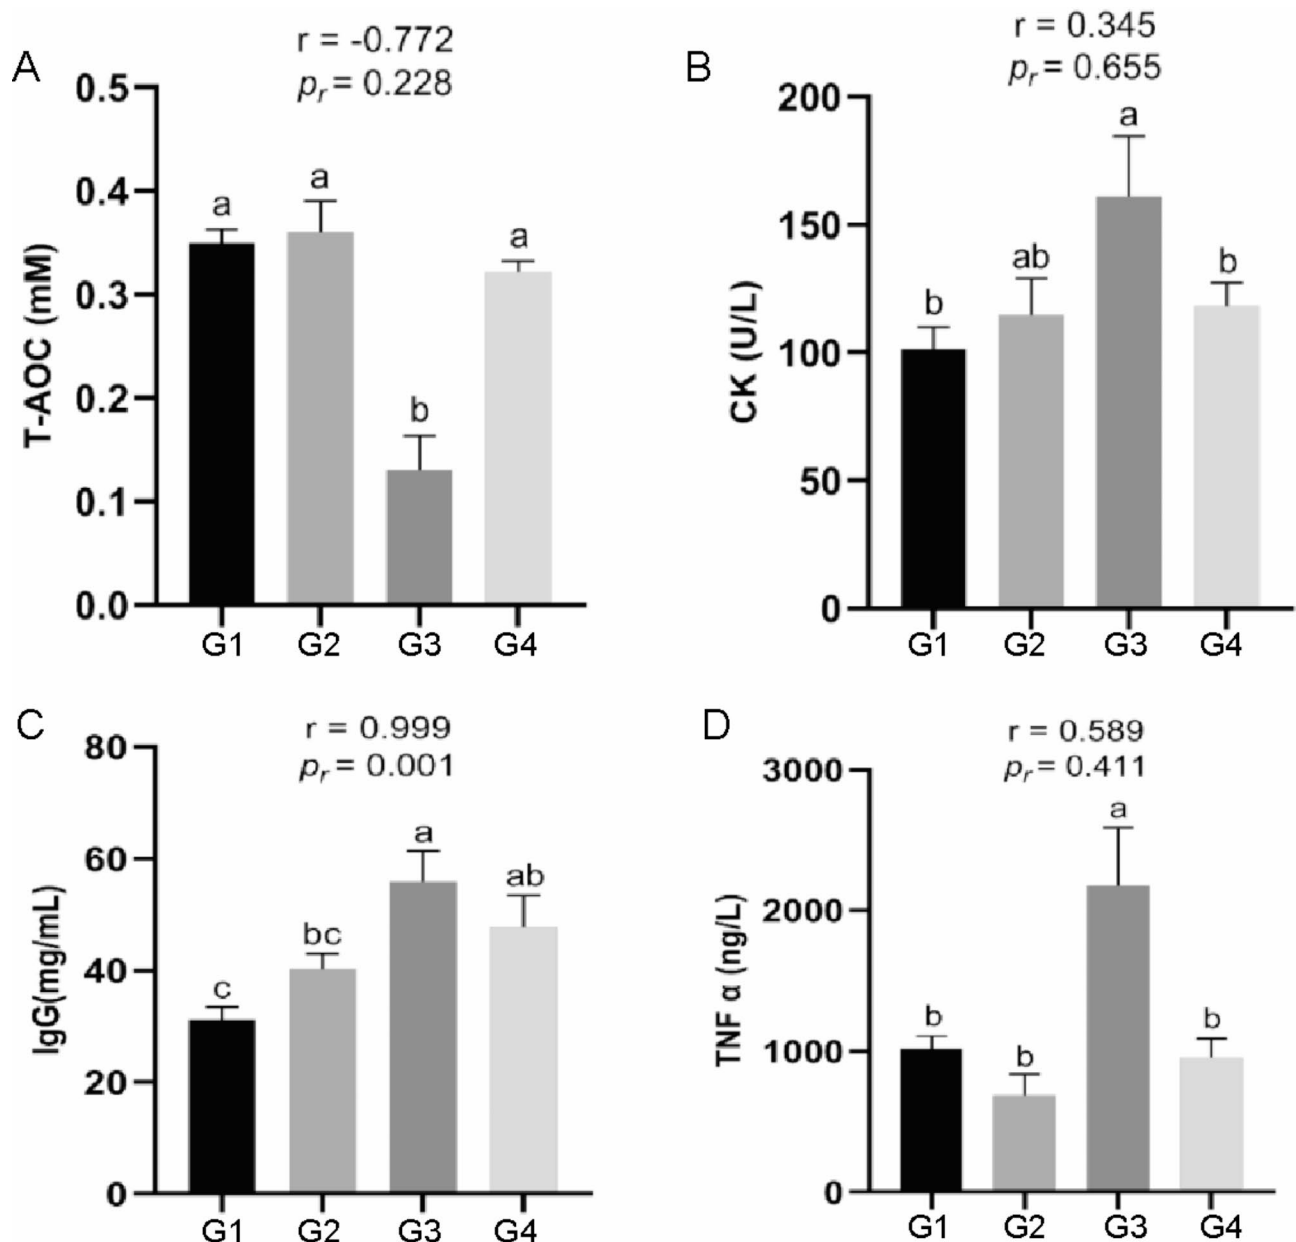 A
r = -0.772
pr = 0.228
T-AOC (mM)
0.5
0.4
0.3
0.2
0.1
0.0
a
a
b
a
G1 G2 G3 G4
B
r = 0.345
pr = 0.655
CK (U/L)
200
150
100
50
0
b
ab
a
b
G1 G2 G3 G4
C
r = 0.999
pr = 0.001
IgG(mg/mL)
80
60
40
20
0
c
bc
a
ab
G1 G2 G3 G4
D
r = 0.589
pr = 0.411
TNF α (ng/L)
3000
2000
1000
0
b
b
a
b
G1 G2 G3 G4